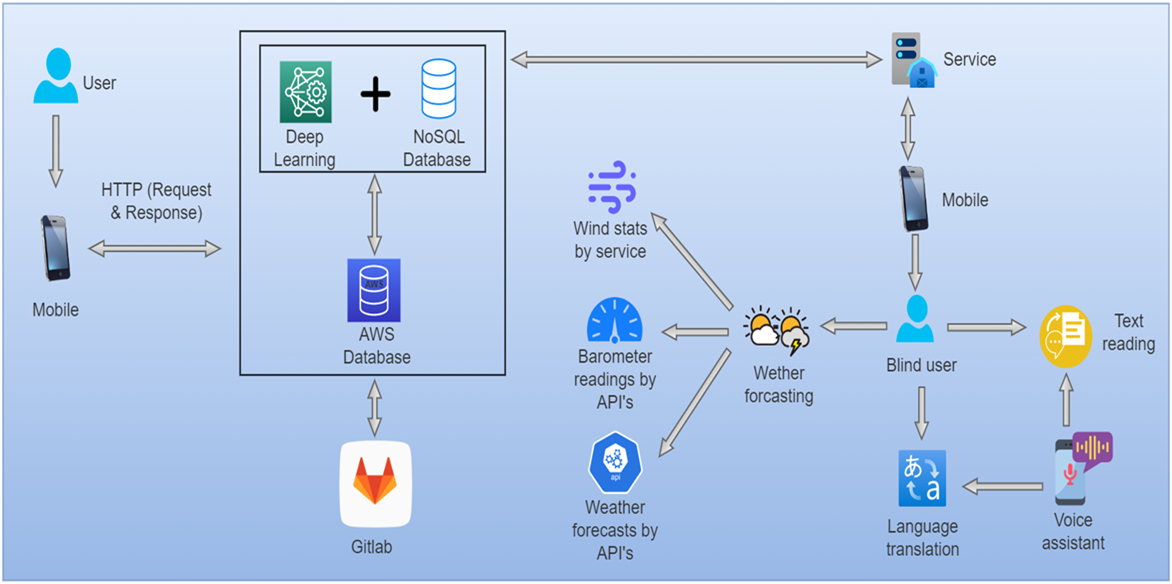 User
HTTP (Request
& Response)
Mobile
Deep
Learning
NoSQL
Database
AWS
AWS
Database
Gitlab
Service
Mobile
Wind stats
by service
Barometer
readings by
API's
Wether
forcasting
Blind user
Text
reading
api
Weather
forecasts by
API's
あ
a
Language
translation
Voice
assistant